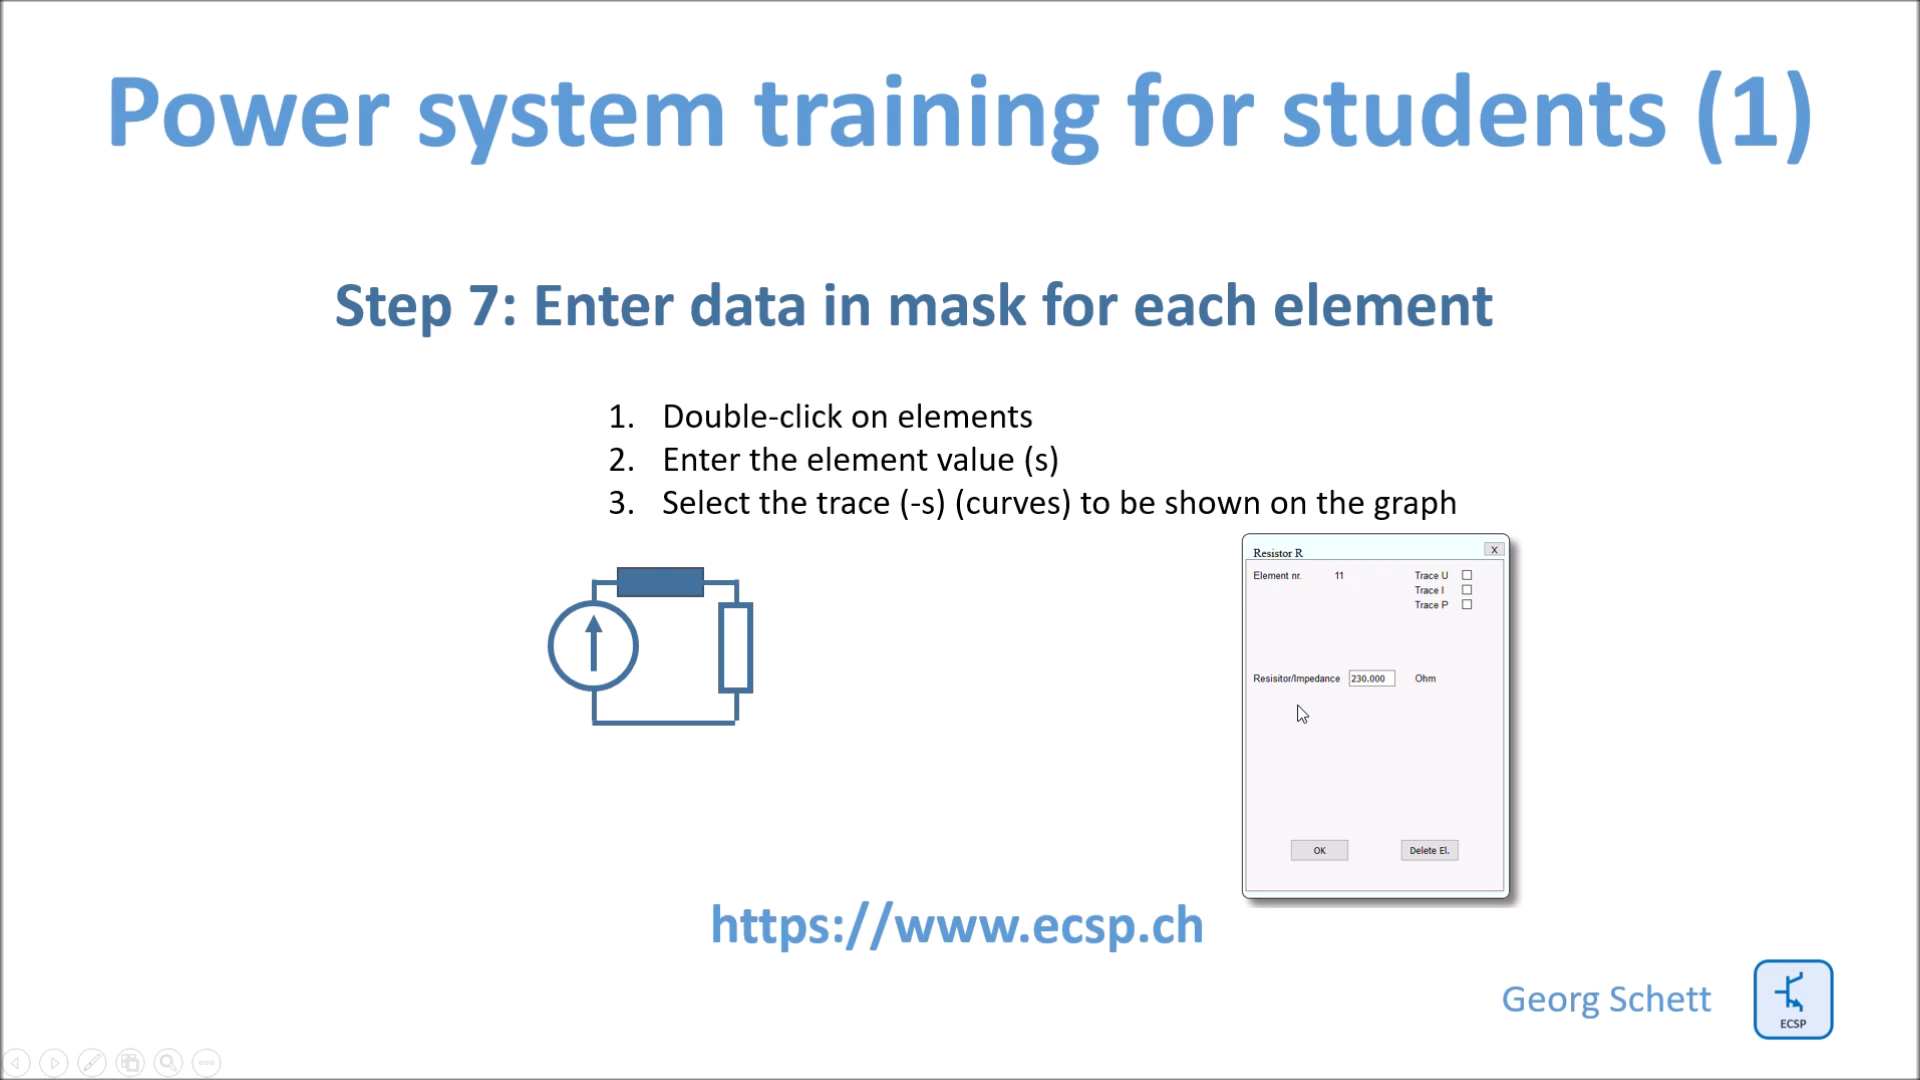 Power system training for students (1)
Step 7: Enter data in mask for each element
1. Double-click on elements
2. Enter the element value (s)
3. Select the trace (-s) (curves) to be shown on the graph
Resistor R X
Element nr. 11 Trace U
Trace I
Trace P
Resisitor/Impedance 230.000 Ohm
OK Delete El.
https://www.ecsp.ch
Georg Schett
ECSP